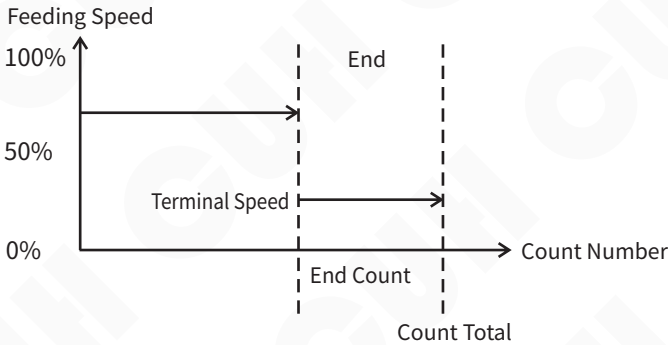 Feeding Speed
100%
End
50%
Terminal Speed
0%
Count Number
End Count
Count Total